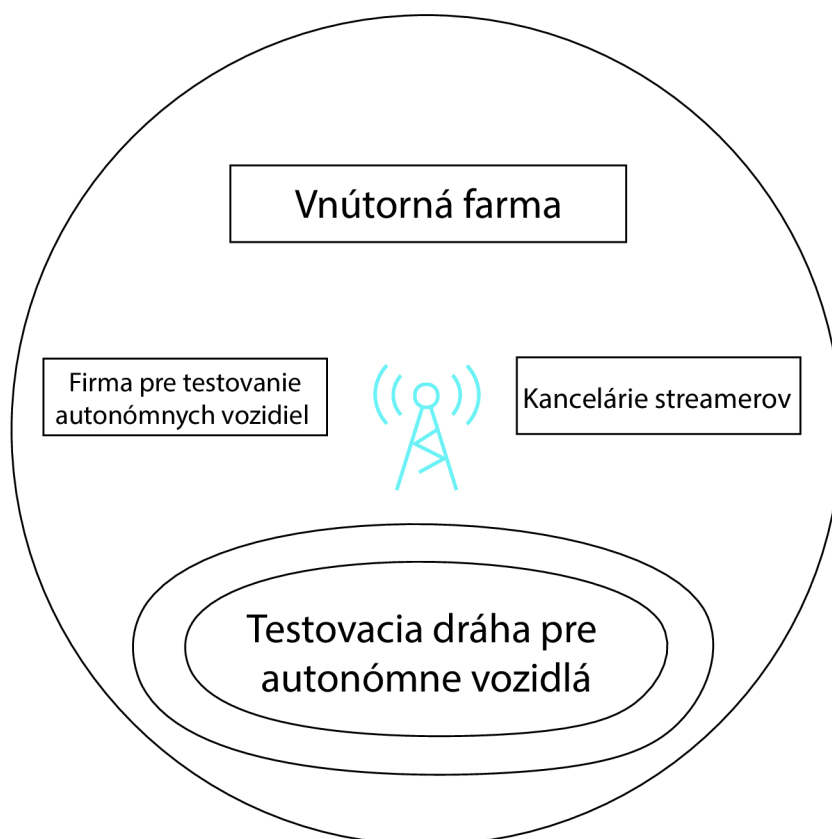 Vnútorná farma
Firma pre testovanie
autonómnych vozidiel
Kancelárie streamerov
Testovacia dráha pre
autonómne vozidlá